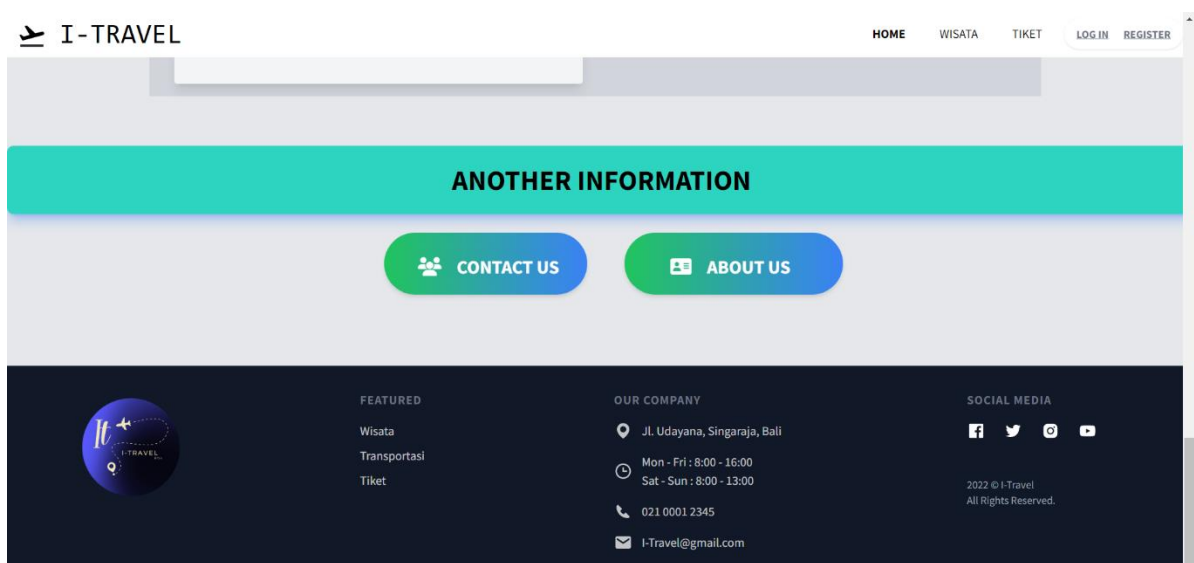 I-TRAVEL
HOME WISATA TIKET LOG IN REGISTER
ANOTHER INFORMATION
CONTACT US
ABOUT US
It
I-TRAVEL
FEATURED
Wisata
Transportasi
Tiket
OUR COMPANY
Jl. Udayana, Singaraja, Bali
Mon - Fri : 8:00 - 16:00
Sat - Sun : 8:00 - 13:00
021 0001 2345
I-Travel@gmail.com
SOCIAL MEDIA
2022 © I-Travel
All Rights Reserved.